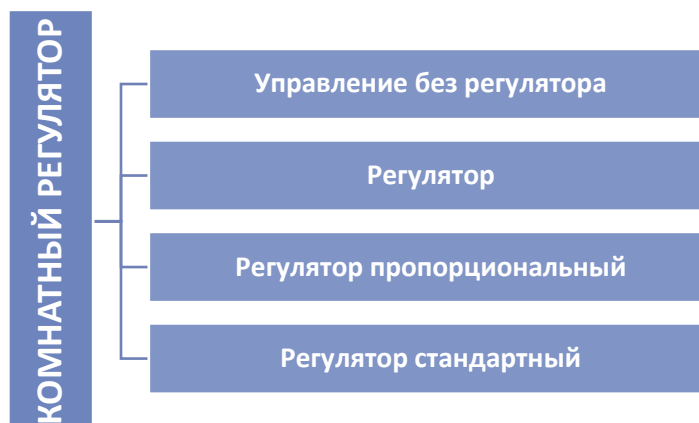 КОМНАТНЫЙ РЕГУЛЯТОР
Управление без регулятора
Регулятор
Регулятор пропорциональный
Регулятор стандартный